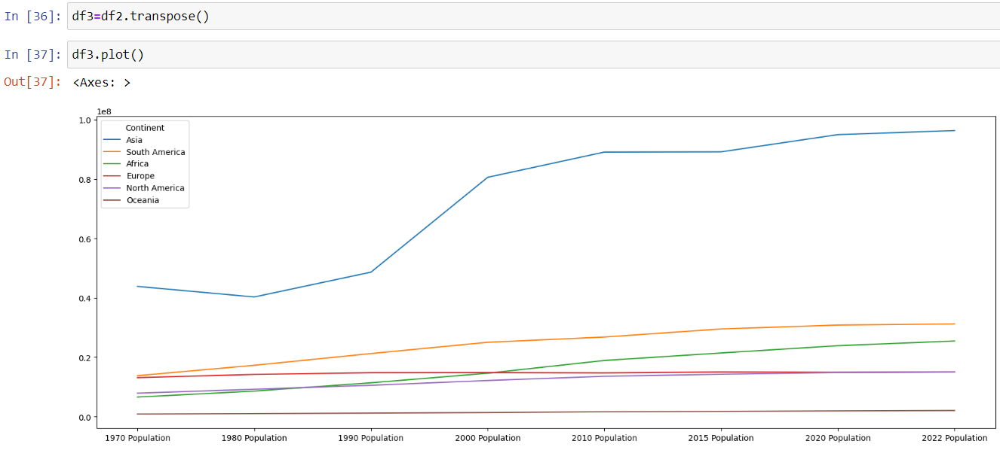 In [36]: df3=df2.transpose()
In [37]: df3.plot()
Out[37]: <Axes: >
1e8
1.0
0.8
0.6
0.4
0.2
0.0
Continent
Asia
South America
Africa
Europe
North America
Oceania
1970 Population 1980 Population 1990 Population 2000 Population 2010 Population 2015 Population 2020 Population 2022 Population